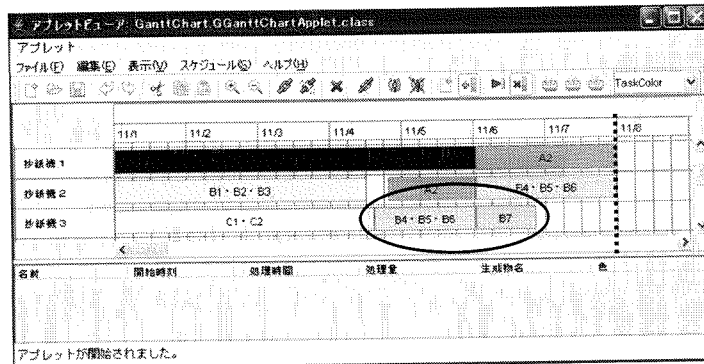 アプレットビューア: GanttChart.GGanttChartApplet.class
アプレット
ファイル(F) 編集(E) 表示(V) スケジュール(S) ヘルプ(H)
TaskColor
11/1 11/2 11/3 11/4 11/5 11/6 11/7 11/8
抄紙機 1 A2
抄紙機 2 B1・B2・B3 A2 B4・B5・B6
抄紙機 3 C1・C2 B4・B5・B6 B7
名前 開始時刻 処理時間 処理量 生成物名 色
アプレットが開始されました。